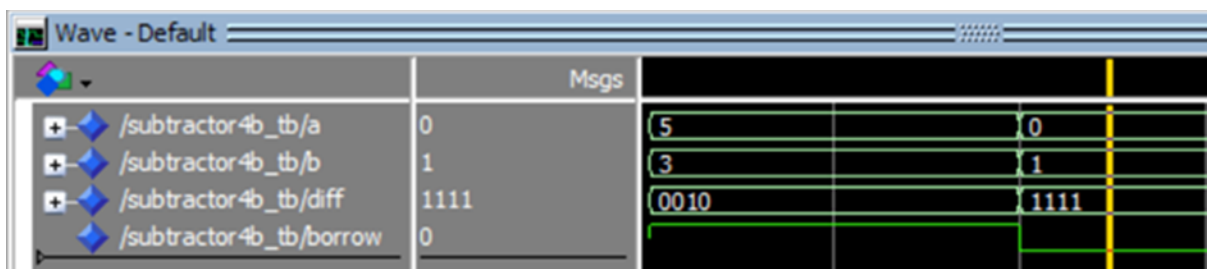 Wave - Default
Msgs
/subtractor4b_tb/a 0 5 0
/subtractor4b_tb/b 1 3 1
/subtractor4b_tb/diff 1111 0010 1111
/subtractor4b_tb/borrow 0